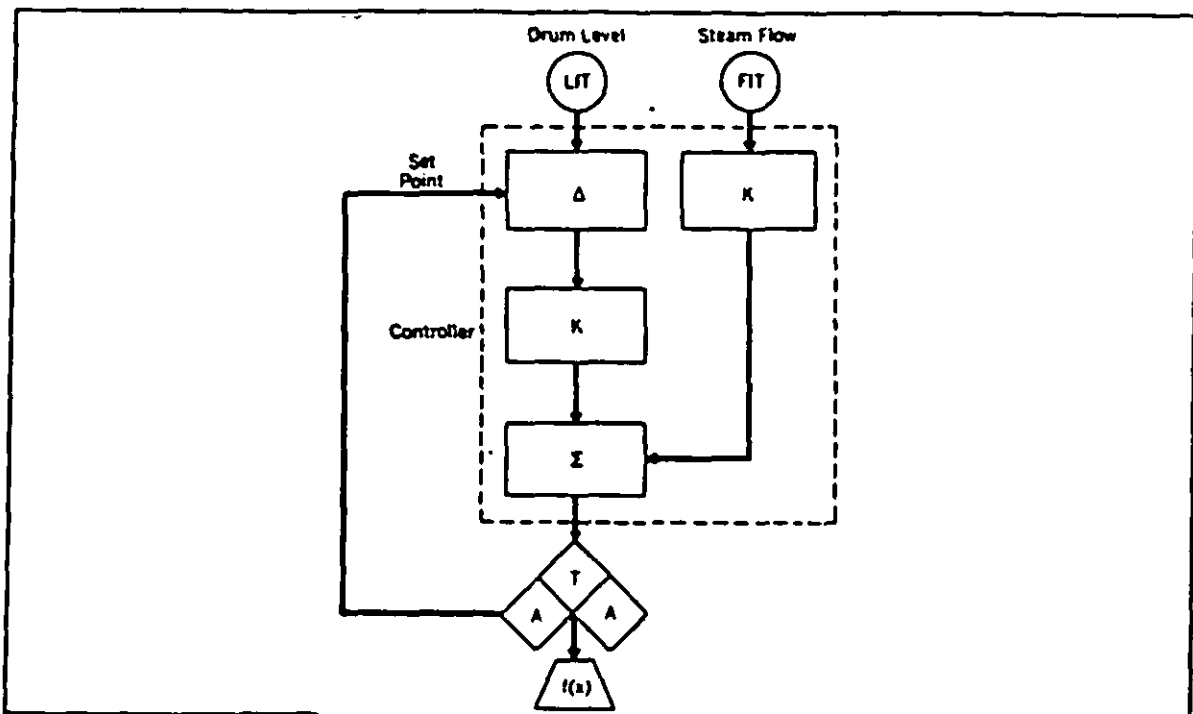 Drum Level
Steam Flow
LIT
FIT
Set
Point
Δ
K
Controller
K
Σ
T
A
A
f(x)